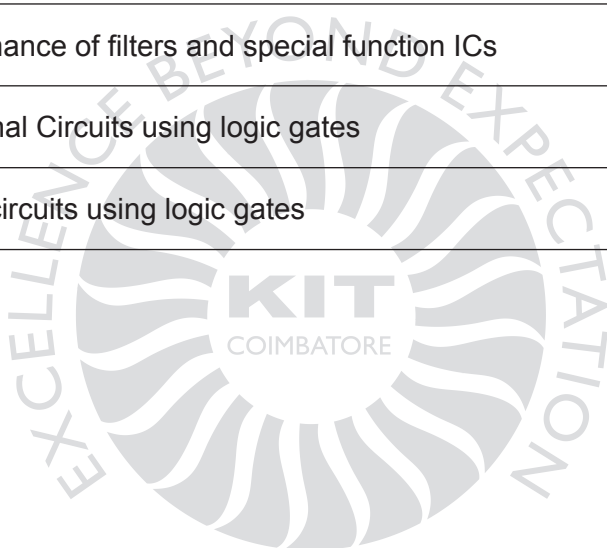 nance of filters and special function ICs
nal Circuits using logic gates
circuits using logic gates
EXCELLENCE BEYOND EXPECTATION
KIT
COIMBATORE